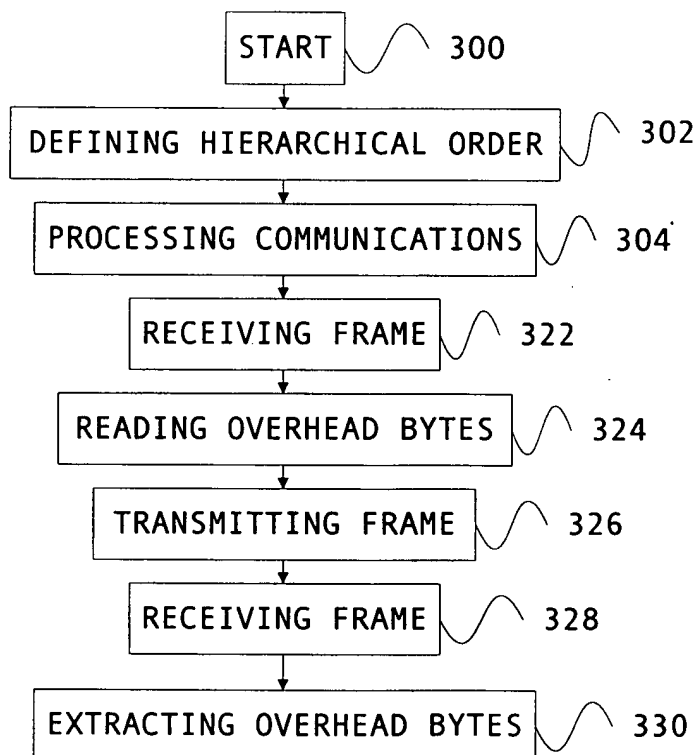 START 300
DEFINING HIERARCHICAL ORDER 302
PROCESSING COMMUNICATIONS 304
RECEIVING FRAME 322
READING OVERHEAD BYTES 324
TRANSMITTING FRAME 326
RECEIVING FRAME 328
EXTRACTING OVERHEAD BYTES 330